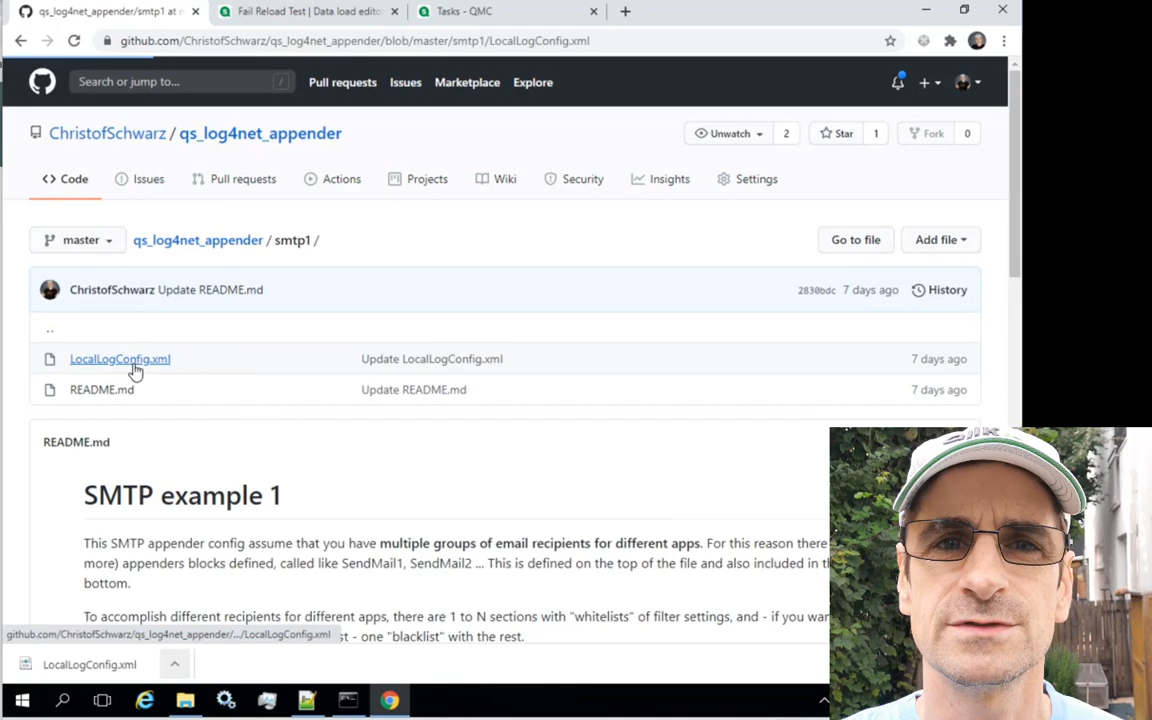 qs_log4net_appender/smtp1 at m
Fail Reload Test | Data load edito
Tasks - QMC
github.com/ChristofSchwarz/qs_log4net_appender/blob/master/smtp1/LocalLogConfig.xml
Search or jump to...
/
Pull requests
Issues
Marketplace
Explore
ChristofSchwarz / qs_log4net_appender
Unwatch 2
Star 1
Fork 0
Code
Issues
Pull requests
Actions
Projects
Wiki
Security
Insights
Settings
master
qs_log4net_appender / smtp1 /
Go to file
Add file
ChristofSchwarz Update README.md
2830bdc 7 days ago
History
..
LocalLogConfig.xml Update LocalLogConfig.xml 7 days ago
README.md Update README.md 7 days ago
README.md
SMTP example 1
This SMTP appender config assume that you have multiple groups of email recipients for different apps. For this reason there
more) appenders blocks defined, called like SendMail1, SendMail2 ... This is defined on the top of the file and also included in th
bottom.
To accomplish different recipients for different apps, there are 1 to N sections with "whitelists" of filter settings, and - if you wan
st - one "blacklist" with the rest.
github.com/ChristofSchwarz/qs_log4net_appender/.../LocalLogConfig.xml
LocalLogConfig.xml